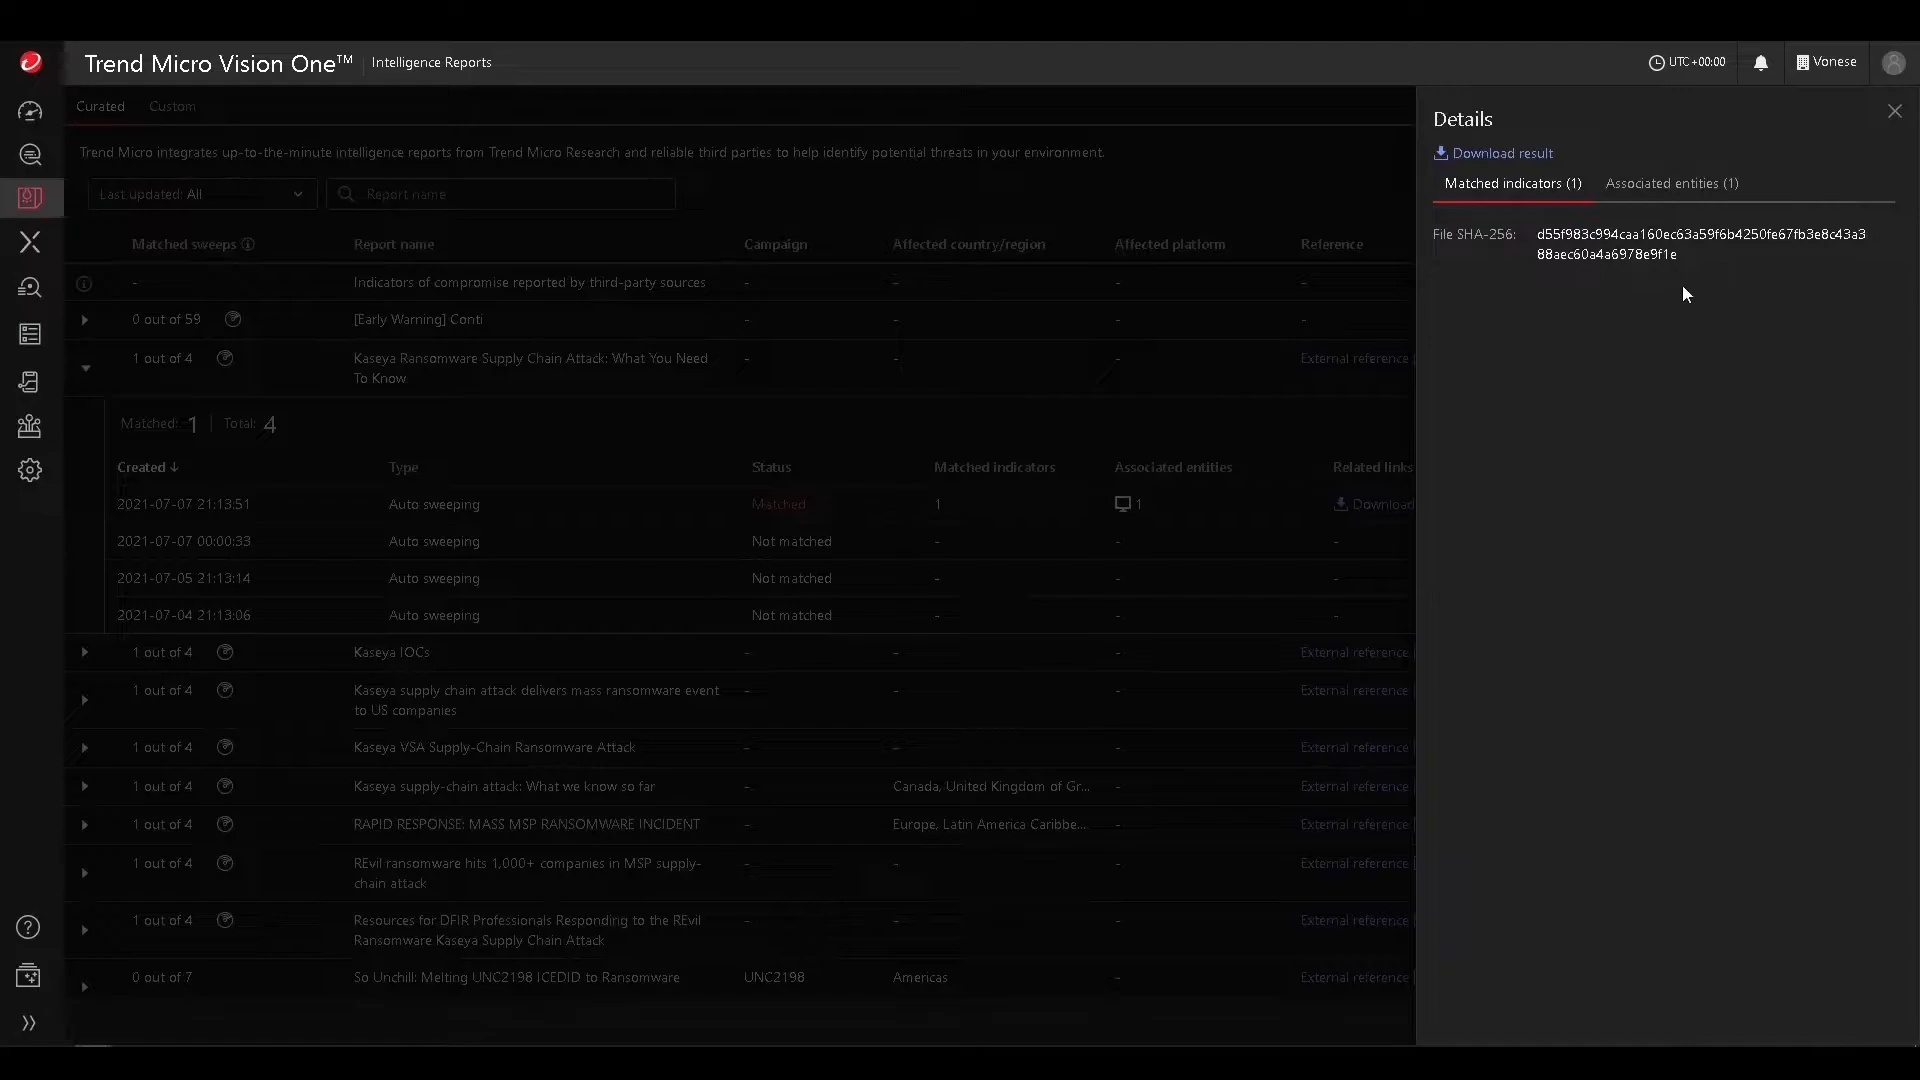 Trend Micro Vision One™ Intelligence Reports UTC+00:00 Vonese
Curated Custom
Trend Micro integrates up-to-the-minute intelligence reports from Trend Micro Research and reliable third parties to help identify potential threats in your environment.
Last updated: All Report name
Matched sweeps Report name Campaign Affected country/region Affected platform Reference
- Indicators of compromise reported by third-party sources - - - -
0 out of 59 [Early Warning] Conti - - - -
1 out of 4 Kaseya Ransomware Supply Chain Attack: What You Need - - - External reference
To Know
Matched: 1 | Total: 4
Created ↓ Type Status Matched indicators Associated entities Related links
2021-07-07 21:13:51 Auto sweeping Matched 1 1 Download
2021-07-07 00:00:33 Auto sweeping Not matched - - -
2021-07-05 21:13:14 Auto sweeping Not matched - - -
2021-07-04 21:13:06 Auto sweeping Not matched - - -
1 out of 4 Kaseya IOCs - - - External reference
1 out of 4 Kaseya supply chain attack delivers mass ransomware event - - - External reference
to US companies
1 out of 4 Kaseya VSA Supply-Chain Ransomware Attack - - - External reference
1 out of 4 Kaseya supply-chain attack: What we know so far - Canada, United Kingdom of Gr... - External reference
1 out of 4 RAPID RESPONSE: MASS MSP RANSOMWARE INCIDENT - Europe, Latin America Caribbe... - External reference
1 out of 4 REvil ransomware hits 1,000+ companies in MSP supply- - - - External reference
chain attack
1 out of 4 Resources for DFIR Professionals Responding to the REvil - - - External reference
Ransomware Kaseya Supply Chain Attack
0 out of 7 So Unchill: Melting UNC2198 ICEDID to Ransomware UNC2198 Americas - External reference
Details
Download result
Matched indicators (1) Associated entities (1)
File SHA-256: d55f983c994caa160ec63a59f6b4250fe67fb3e8c43a3
88aec60a4a6978e9f1e